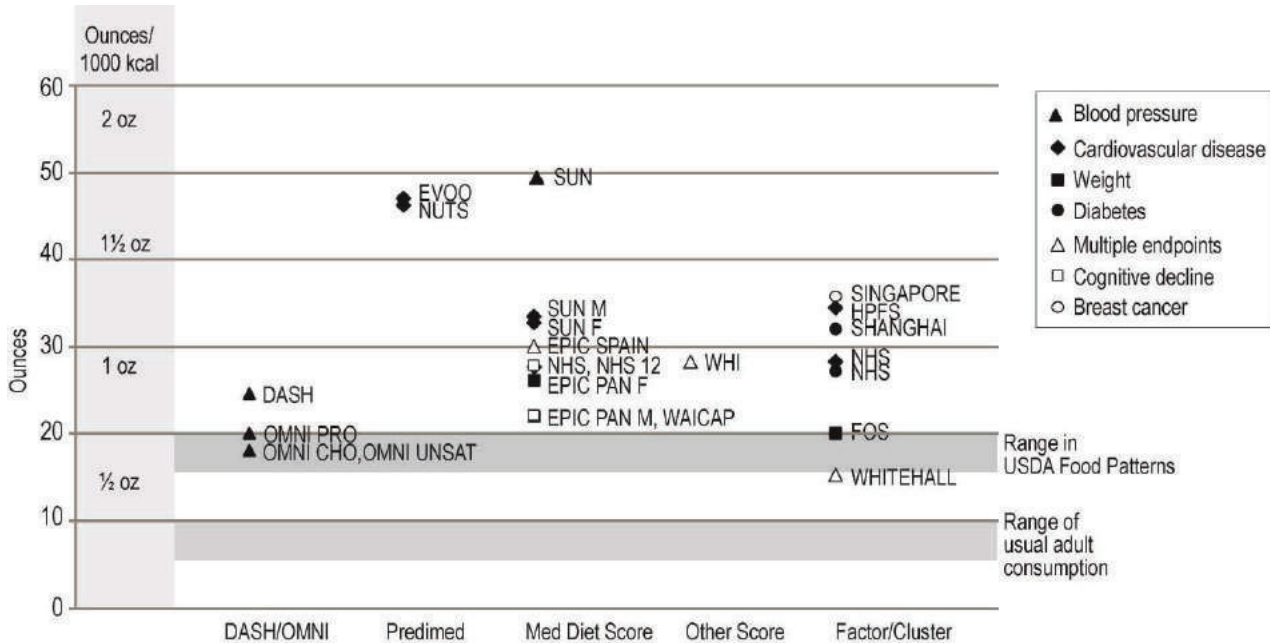 Ounces/
1000 kcal
60
2 oz
50
1½ oz
40
30
1 oz
20
½ oz
10
0
Ounces
EVOO
NUTS
SUN
SUN M
SUN F
EPIC SPAIN
NHS, NHS 12
EPIC PAN F
EPIC PAN M, WAICAP
WHI
SINGAPORE
HPFS
SHANGHAI
NHS
NHS
FOS
WHITEHALL
DASH
OMNI PRO
OMNI CHO,OMNI UNSAT
Blood pressure
Cardiovascular disease
Weight
Diabetes
Multiple endpoints
Cognitive decline
Breast cancer
Range in
USDA Food Patterns
Range of
usual adult
consumption
DASH/OMNI
Predimed
Med Diet Score
Other Score
Factor/Cluster